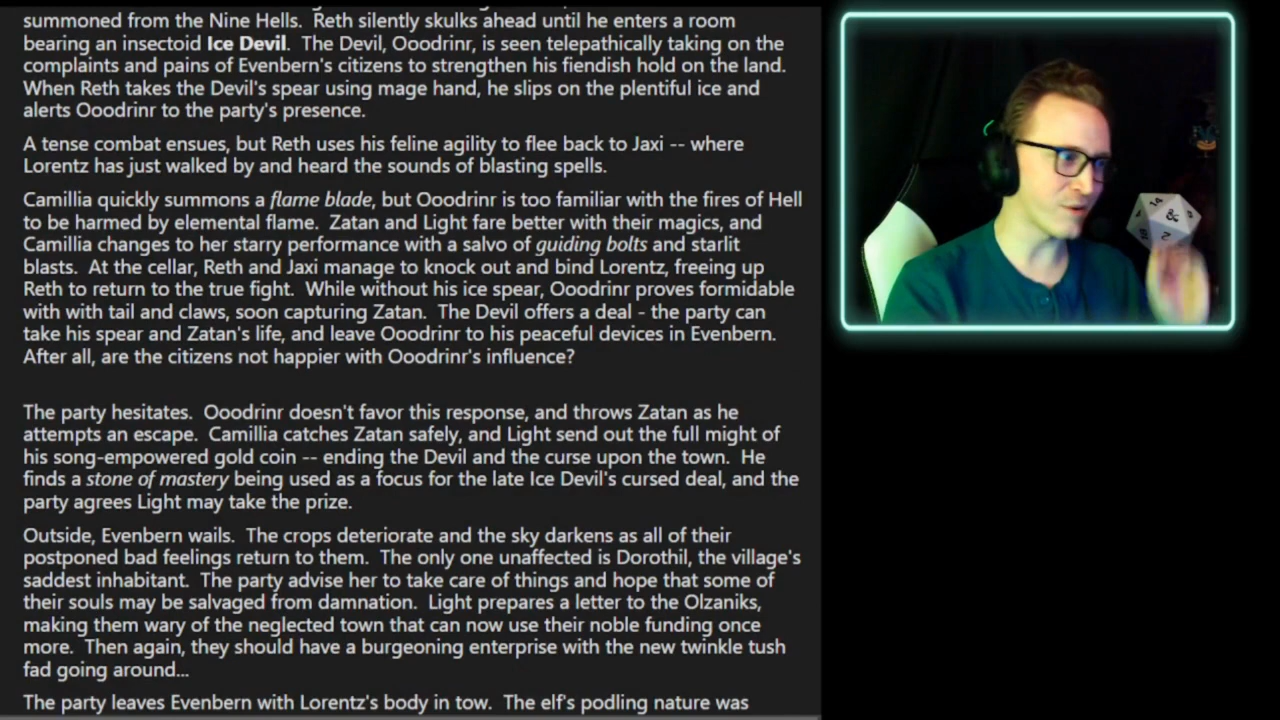 summoned from the Nine Hells.  Reth silently skulks ahead until he enters a room
bearing an insectoid Ice Devil.  The Devil, Ooodrinr, is seen telepathically taking on the
complaints and pains of Evenbern's citizens to strengthen his fiendish hold on the land.
When Reth takes the Devil's spear using mage hand, he slips on the plentiful ice and
alerts Ooodrinr to the party's presence.
A tense combat ensues, but Reth uses his feline agility to flee back to Jaxi -- where
Lorentz has just walked by and heard the sounds of blasting spells.
Camillia quickly summons a flame blade, but Ooodrinr is too familiar with the fires of Hell
to be harmed by elemental flame.  Zatan and Light fare better with their magics, and
Camillia changes to her starry performance with a salvo of guiding bolts and starlit
blasts.  At the cellar, Reth and Jaxi manage to knock out and bind Lorentz, freeing up
Reth to return to the true fight.  While without his ice spear, Ooodrinr proves formidable
with with tail and claws, soon capturing Zatan.  The Devil offers a deal - the party can
take his spear and Zatan's life, and leave Ooodrinr to his peaceful devices in Evenbern.
After all, are the citizens not happier with Ooodrinr's influence?
The party hesitates.  Ooodrinr doesn't favor this response, and throws Zatan as he
attempts an escape.  Camillia catches Zatan safely, and Light send out the full might of
his song-empowered gold coin -- ending the Devil and the curse upon the town.  He
finds a stone of mastery being used as a focus for the late Ice Devil's cursed deal, and the
party agrees Light may take the prize.
Outside, Evenbern wails.  The crops deteriorate and the sky darkens as all of their
postponed bad feelings return to them.  The only one unaffected is Dorothil, the village's
saddest inhabitant.  The party advise her to take care of things and hope that some of
their souls may be salvaged from damnation.  Light prepares a letter to the Olzaniks,
making them wary of the neglected town that can now use their noble funding once
more.  Then again, they should have a burgeoning enterprise with the new twinkle tush
fad going around...
The party leaves Evenbern with Lorentz's body in tow.  The elf's podling nature was
14
&
2